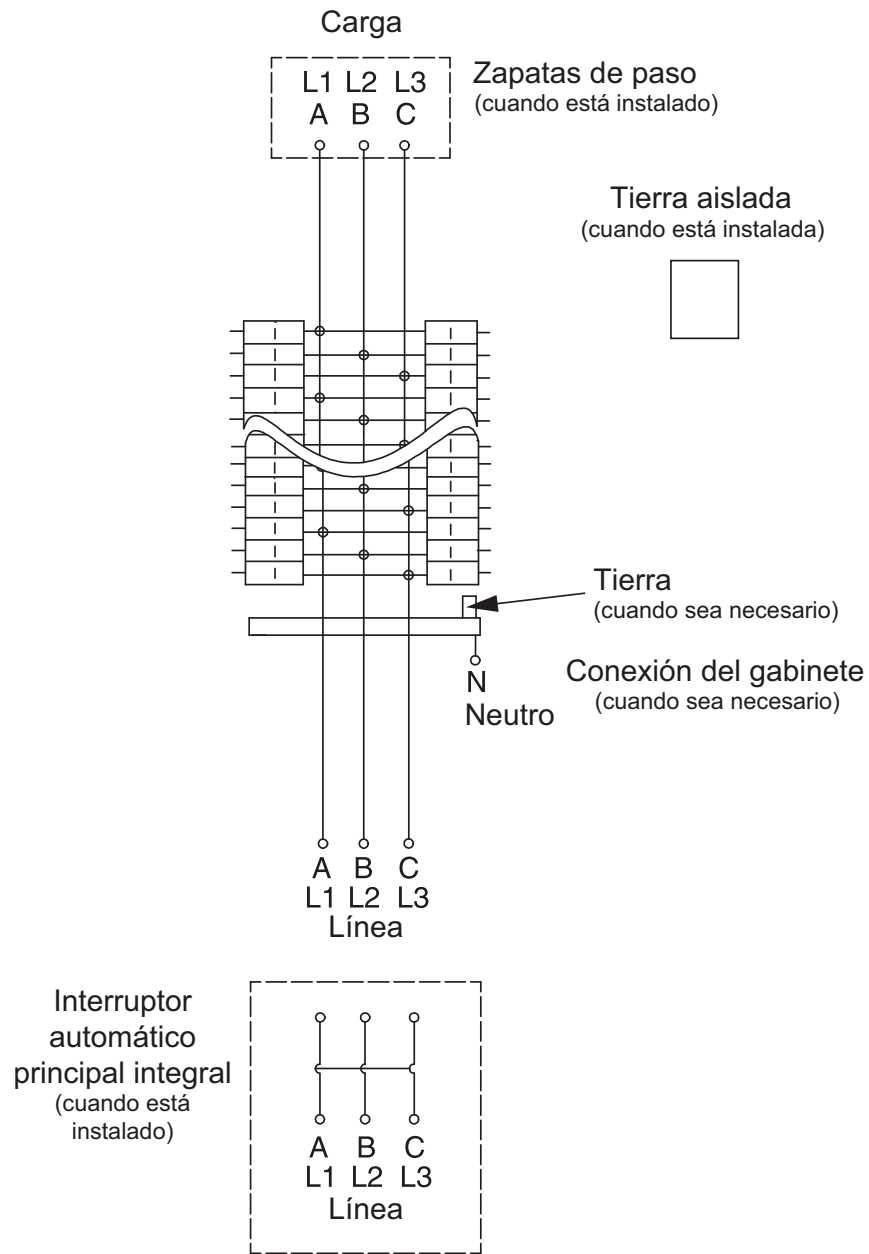 Carga
L1 L2 L3
A B C
Zapatas de paso
(cuando está instalado)
Tierra aislada
(cuando está instalada)
Tierra
(cuando sea necesario)
N
Neutro
Conexión del gabinete
(cuando sea necesario)
A B C
L1 L2 L3
Línea
Interruptor
automático
principal integral
(cuando está
instalado)
A B C
L1 L2 L3
Línea